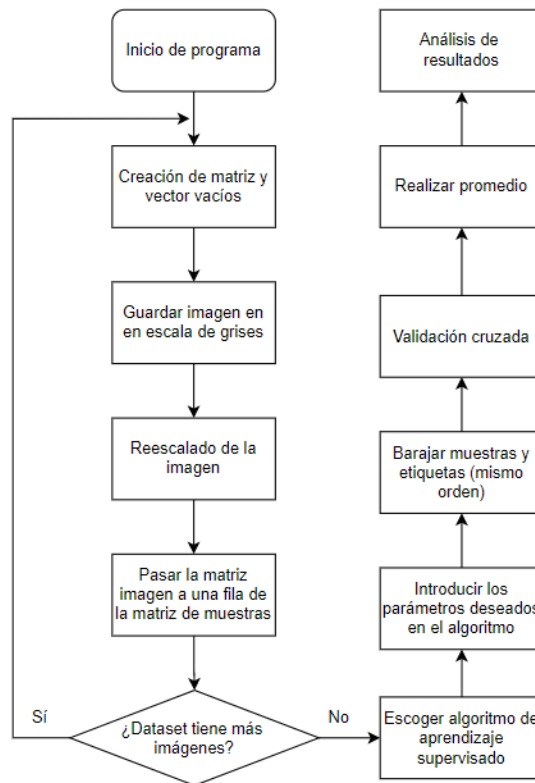 Inicio de programa
Creación de matriz y
vector vacíos
Guardar imagen en
en escala de grises
Reescalado de la
imagen
Pasar la matriz
imagen a una fila de
la matriz de muestras
¿Dataset tiene más
imágenes?
Sí
No
Escoger algoritmo de
aprendizaje
supervisado
Introducir los
parámetros deseados
en el algoritmo
Barajar muestras y
etiquetas (mismo
orden)
Validación cruzada
Realizar promedio
Análisis de
resultados